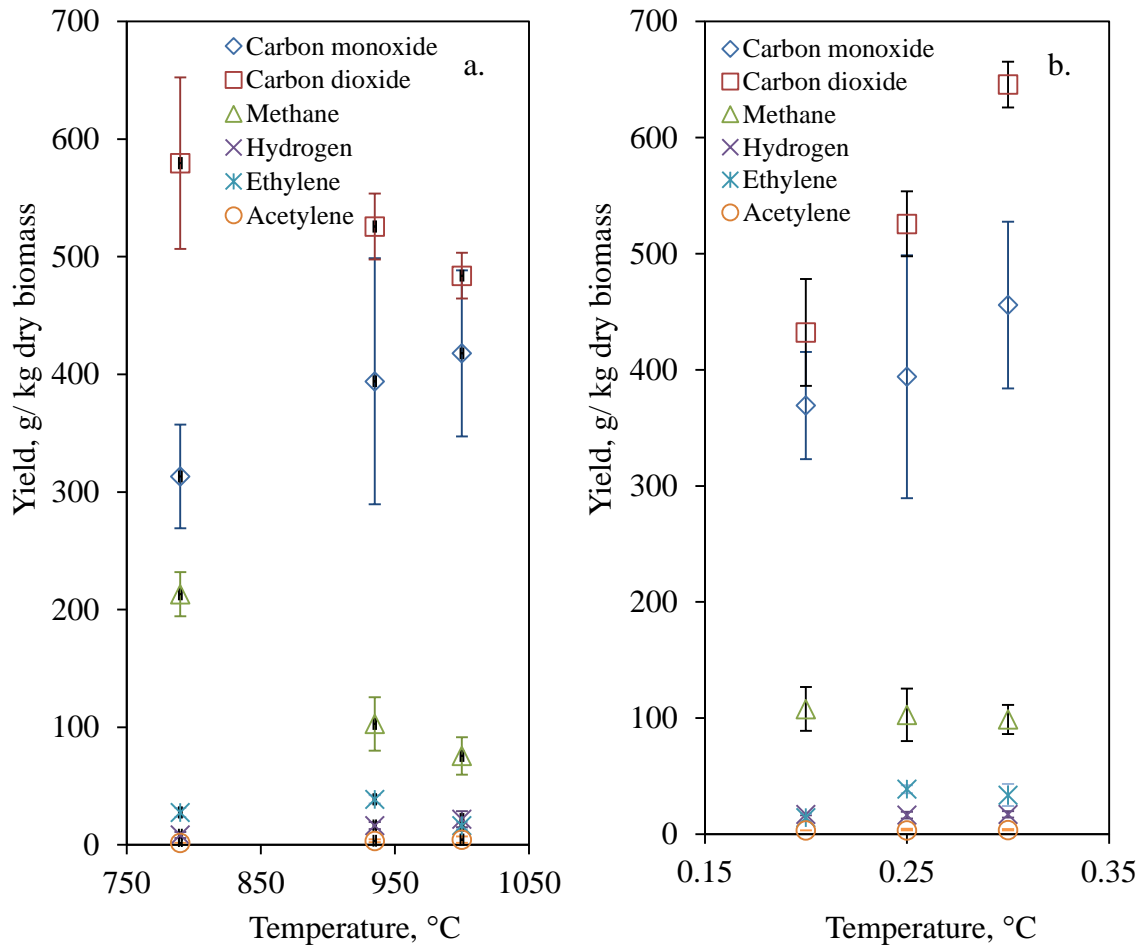 Yield, g/ kg dry biomass
700
600
500
400
300
200
100
0
750
850
950
1050
Temperature, °C
Carbon monoxide
Carbon dioxide
Methane
Hydrogen
Ethylene
Acetylene
a.
Yield, g/ kg dry biomass
700
600
500
400
300
200
100
0
0.15
0.25
0.35
Temperature, °C
Carbon monoxide
Carbon dioxide
Methane
Hydrogen
Ethylene
Acetylene
b.